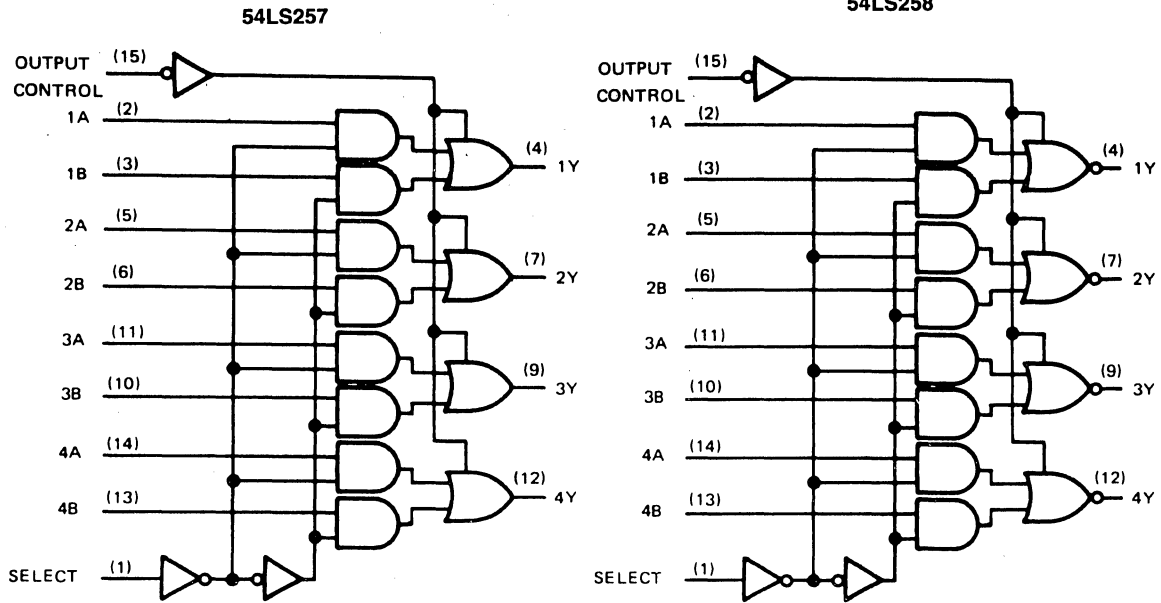 54LS257
OUTPUT
CONTROL
(15)
1A (2)
1B (3)
2A (5)
2B (6)
3A (11)
3B (10)
4A (14)
4B (13)
SELECT (1)
(4) 1Y
(7) 2Y
(9) 3Y
(12) 4Y
54LS258
OUTPUT
CONTROL
(15)
1A (2)
1B (3)
2A (5)
2B (6)
3A (11)
3B (10)
4A (14)
4B (13)
SELECT (1)
(4) 1Y
(7) 2Y
(9) 3Y
(12) 4Y